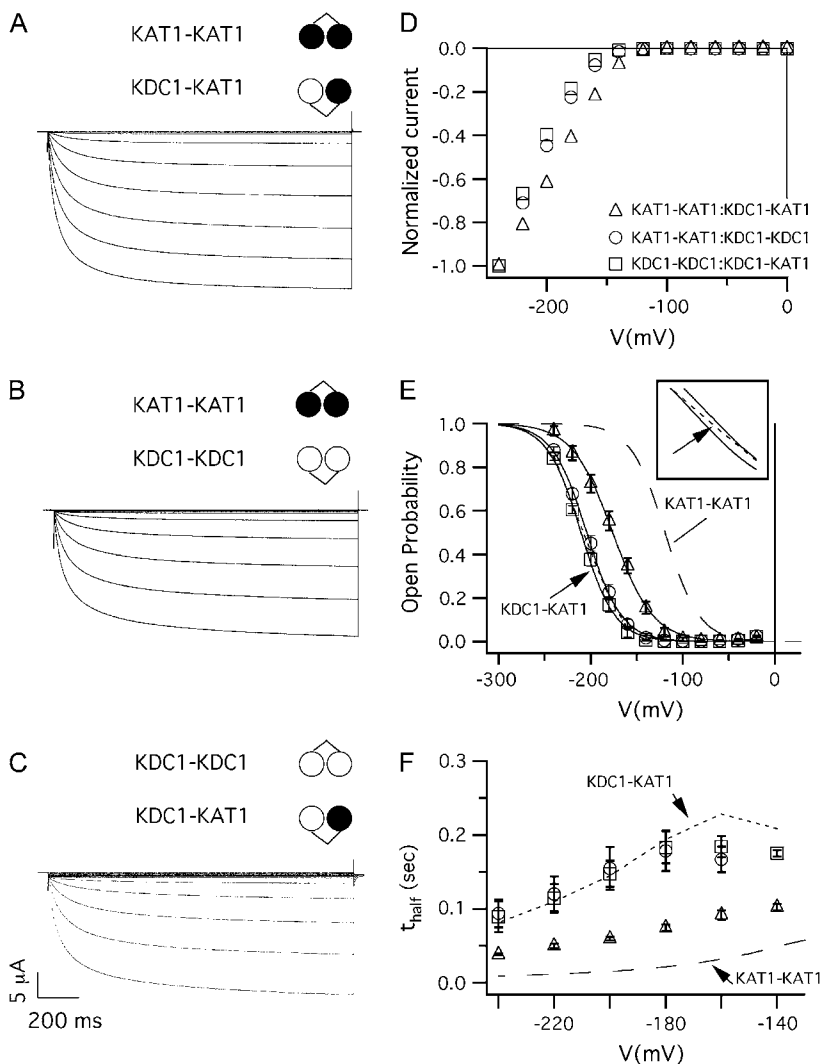 A
KAT1-KAT1
KDC1-KAT1
B
KAT1-KAT1
KDC1-KDC1
C
KDC1-KDC1
KDC1-KAT1
5 µA
200 ms
D
Normalized current
0.0
-0.2
-0.4
-0.6
-0.8
-1.0
KAT1-KAT1:KDC1-KAT1
KAT1-KAT1:KDC1-KDC1
KDC1-KDC1:KDC1-KAT1
-200
-100
0
V(mV)
E
Open Probability
1.0
0.8
0.6
0.4
0.2
0.0
KAT1-KAT1
KDC1-KAT1
-300
-200
-100
0
V(mV)
F
t half (sec)
0.3
0.2
0.1
0.0
KDC1-KAT1
KAT1-KAT1
-220
-180
-140
V(mV)